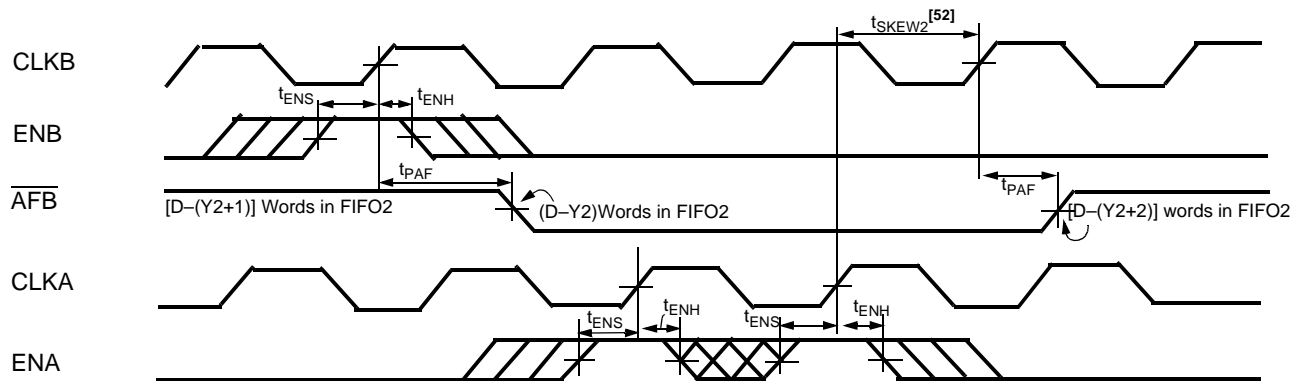 tSKEW2[52]
CLKB
tENS
tENH
ENB
tPAF
tPAF
AFB
[D–(Y2+1)] Words in FIFO2
(D–Y2)Words in FIFO2
[D–(Y2+2)] words in FIFO2
CLKA
tENS
tENH
tENS
tENH
ENA